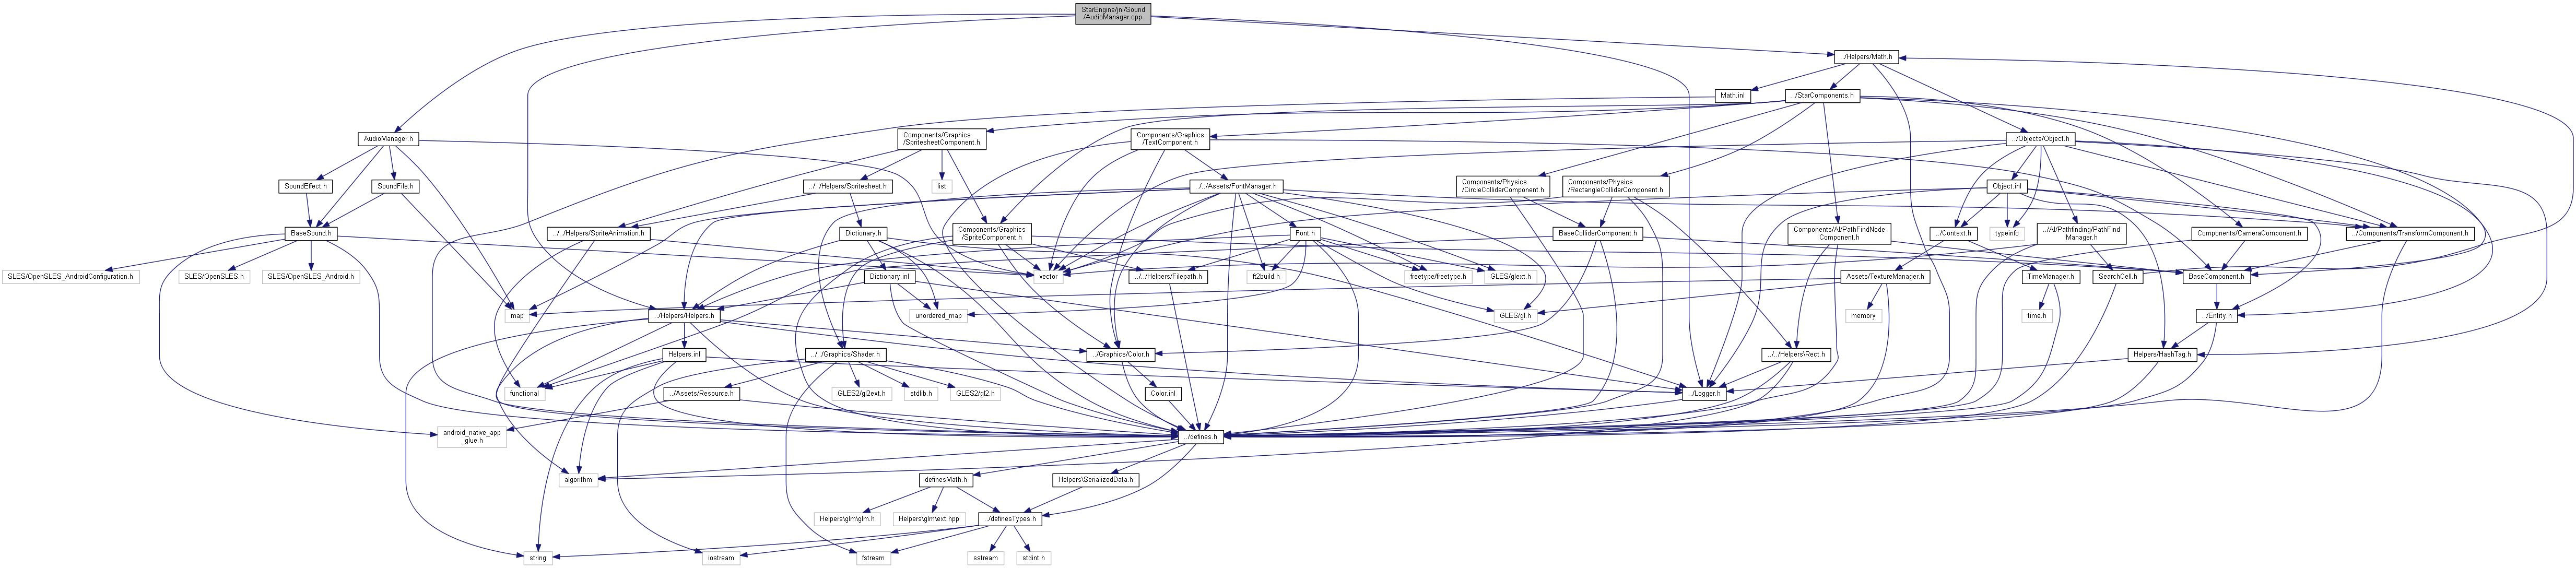 StarEngine/jni/Sound
/AudioManager.cpp
../Helpers/Math.h
Math.inl
../StarComponents.h
AudioManager.h
Components/Graphics
/SpritesheetComponent.h
Components/Graphics
/TextComponent.h
../Objects/Object.h
SoundEffect.h
SoundFile.h
../../Helpers/Spritesheet.h
list
../../Assets/FontManager.h
Components/Physics
/CircleColliderComponent.h
Components/Physics
/RectangleColliderComponent.h
Object.inl
BaseSound.h
../../Helpers/SpriteAnimation.h
Dictionary.h
Components/Graphics
/SpriteComponent.h
Font.h
BaseColliderComponent.h
Components/AI/PathFindNode
Component.h
../Context.h
typeinfo
../AI/Pathfinding/PathFind
Manager.h
Components/CameraComponent.h
../Components/TransformComponent.h
SLES/OpenSLES_AndroidConfiguration.h
SLES/OpenSLES.h
SLES/OpenSLES_Android.h
Dictionary.inl
vector
../../Helpers/Filepath.h
ft2build.h
freetype/freetype.h
GLES/glext.h
Assets/TextureManager.h
TimeManager.h
SearchCell.h
BaseComponent.h
map
../Helpers/Helpers.h
unordered_map
GLES/gl.h
memory
time.h
../Entity.h
Helpers.inl
../../Graphics/Shader.h
../Graphics/Color.h
../../Helpers\Rect.h
Helpers/HashTag.h
functional
../Assets/Resource.h
GLES2/gl2ext.h
stdlib.h
GLES2/gl2.h
Color.inl
../Logger.h
android_native_app
_glue.h
../defines.h
algorithm
definesMath.h
Helpers\SerializedData.h
Helpers\glm\glm.h
Helpers\glm\ext.hpp
../definesTypes.h
string
iostream
fstream
sstream
stdint.h